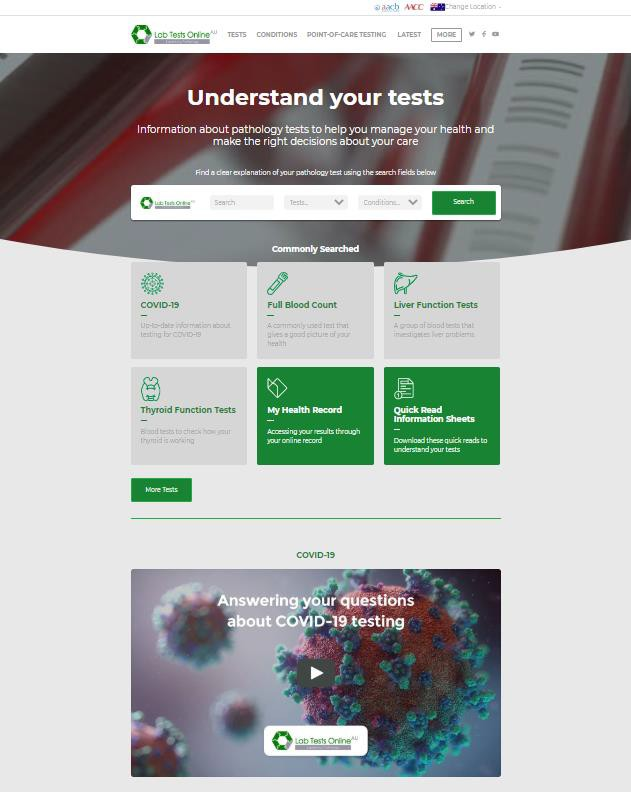 aacb AACC Change Location
Lab Tests Online AU TESTS CONDITIONS POINT-OF-CARE TESTING LATEST MORE
Understand your tests
Information about pathology tests to help you manage your health and
make the right decisions about your care
Find a clear explanation of your pathology test using the search fields below
Lab Tests Online AU Search Tests... Conditions... Search
Commonly Searched
COVID-19
Up-to-date information about
testing for COVID-19
Full Blood Count
A commonly used test that
gives a good picture of your
health
Liver Function Tests
A group of blood tests that
investigates liver problems
Thyroid Function Tests
Blood tests to check how your
thyroid is working
My Health Record
Accessing your results through
your online record
Quick Read
Information Sheets
Download these quick reads to
understand your tests
More Tests
COVID-19
Answering your questions
about COVID-19 testing
Lab Tests Online AU